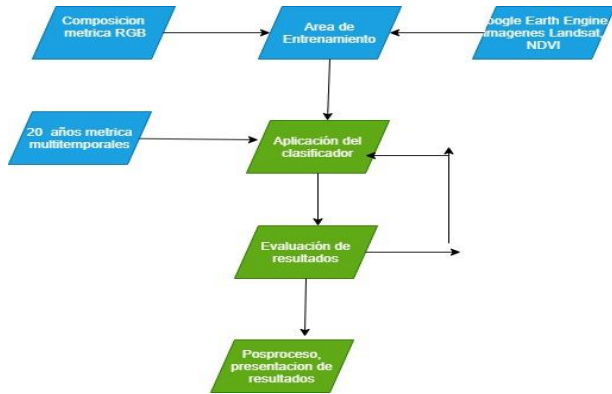 Composicion
metrica RGB
Area de
Entrenamiento
oogle Earth Engine,
imagenes Landsat,
NDVI
20 años metrica
multitemporales
Aplicación del
clasificador
Evaluación de
resultados
Posproceso,
presentacion de
resultados